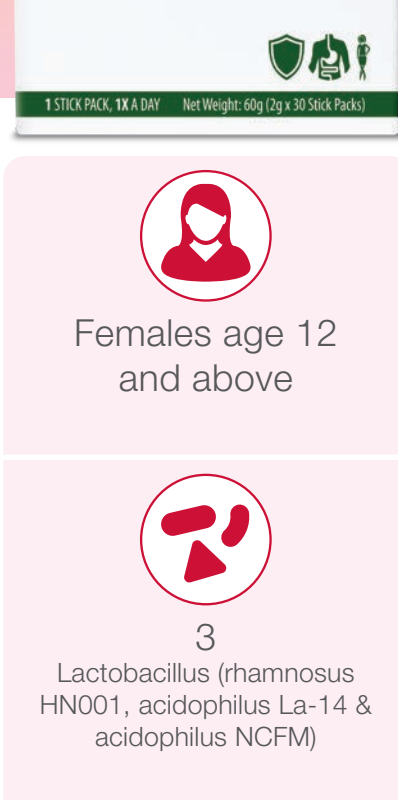 1 STICK PACK, 1X A DAY Net Weight: 60g (2g x 30 Stick Packs)
Females age 12
and above
3
Lactobacillus (rhamnosus
HN001, acidophilus La-14 &
acidophilus NCFM)